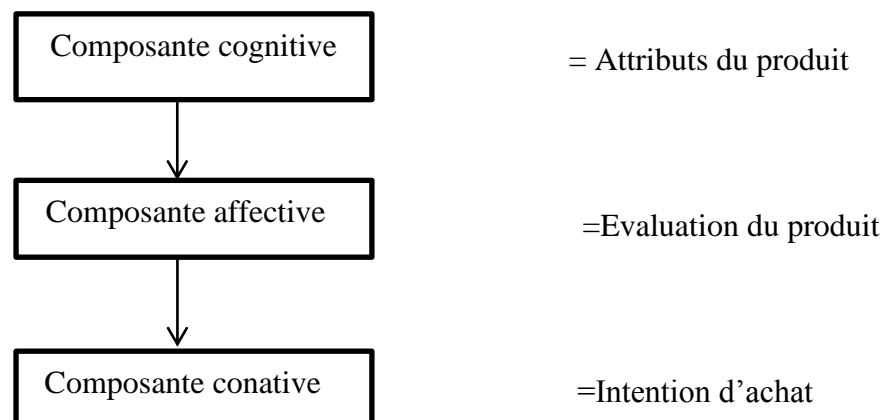 Composante cognitive
= Attributs du produit
Composante affective
=Evaluation du produit
Composante conative
=Intention d’achat